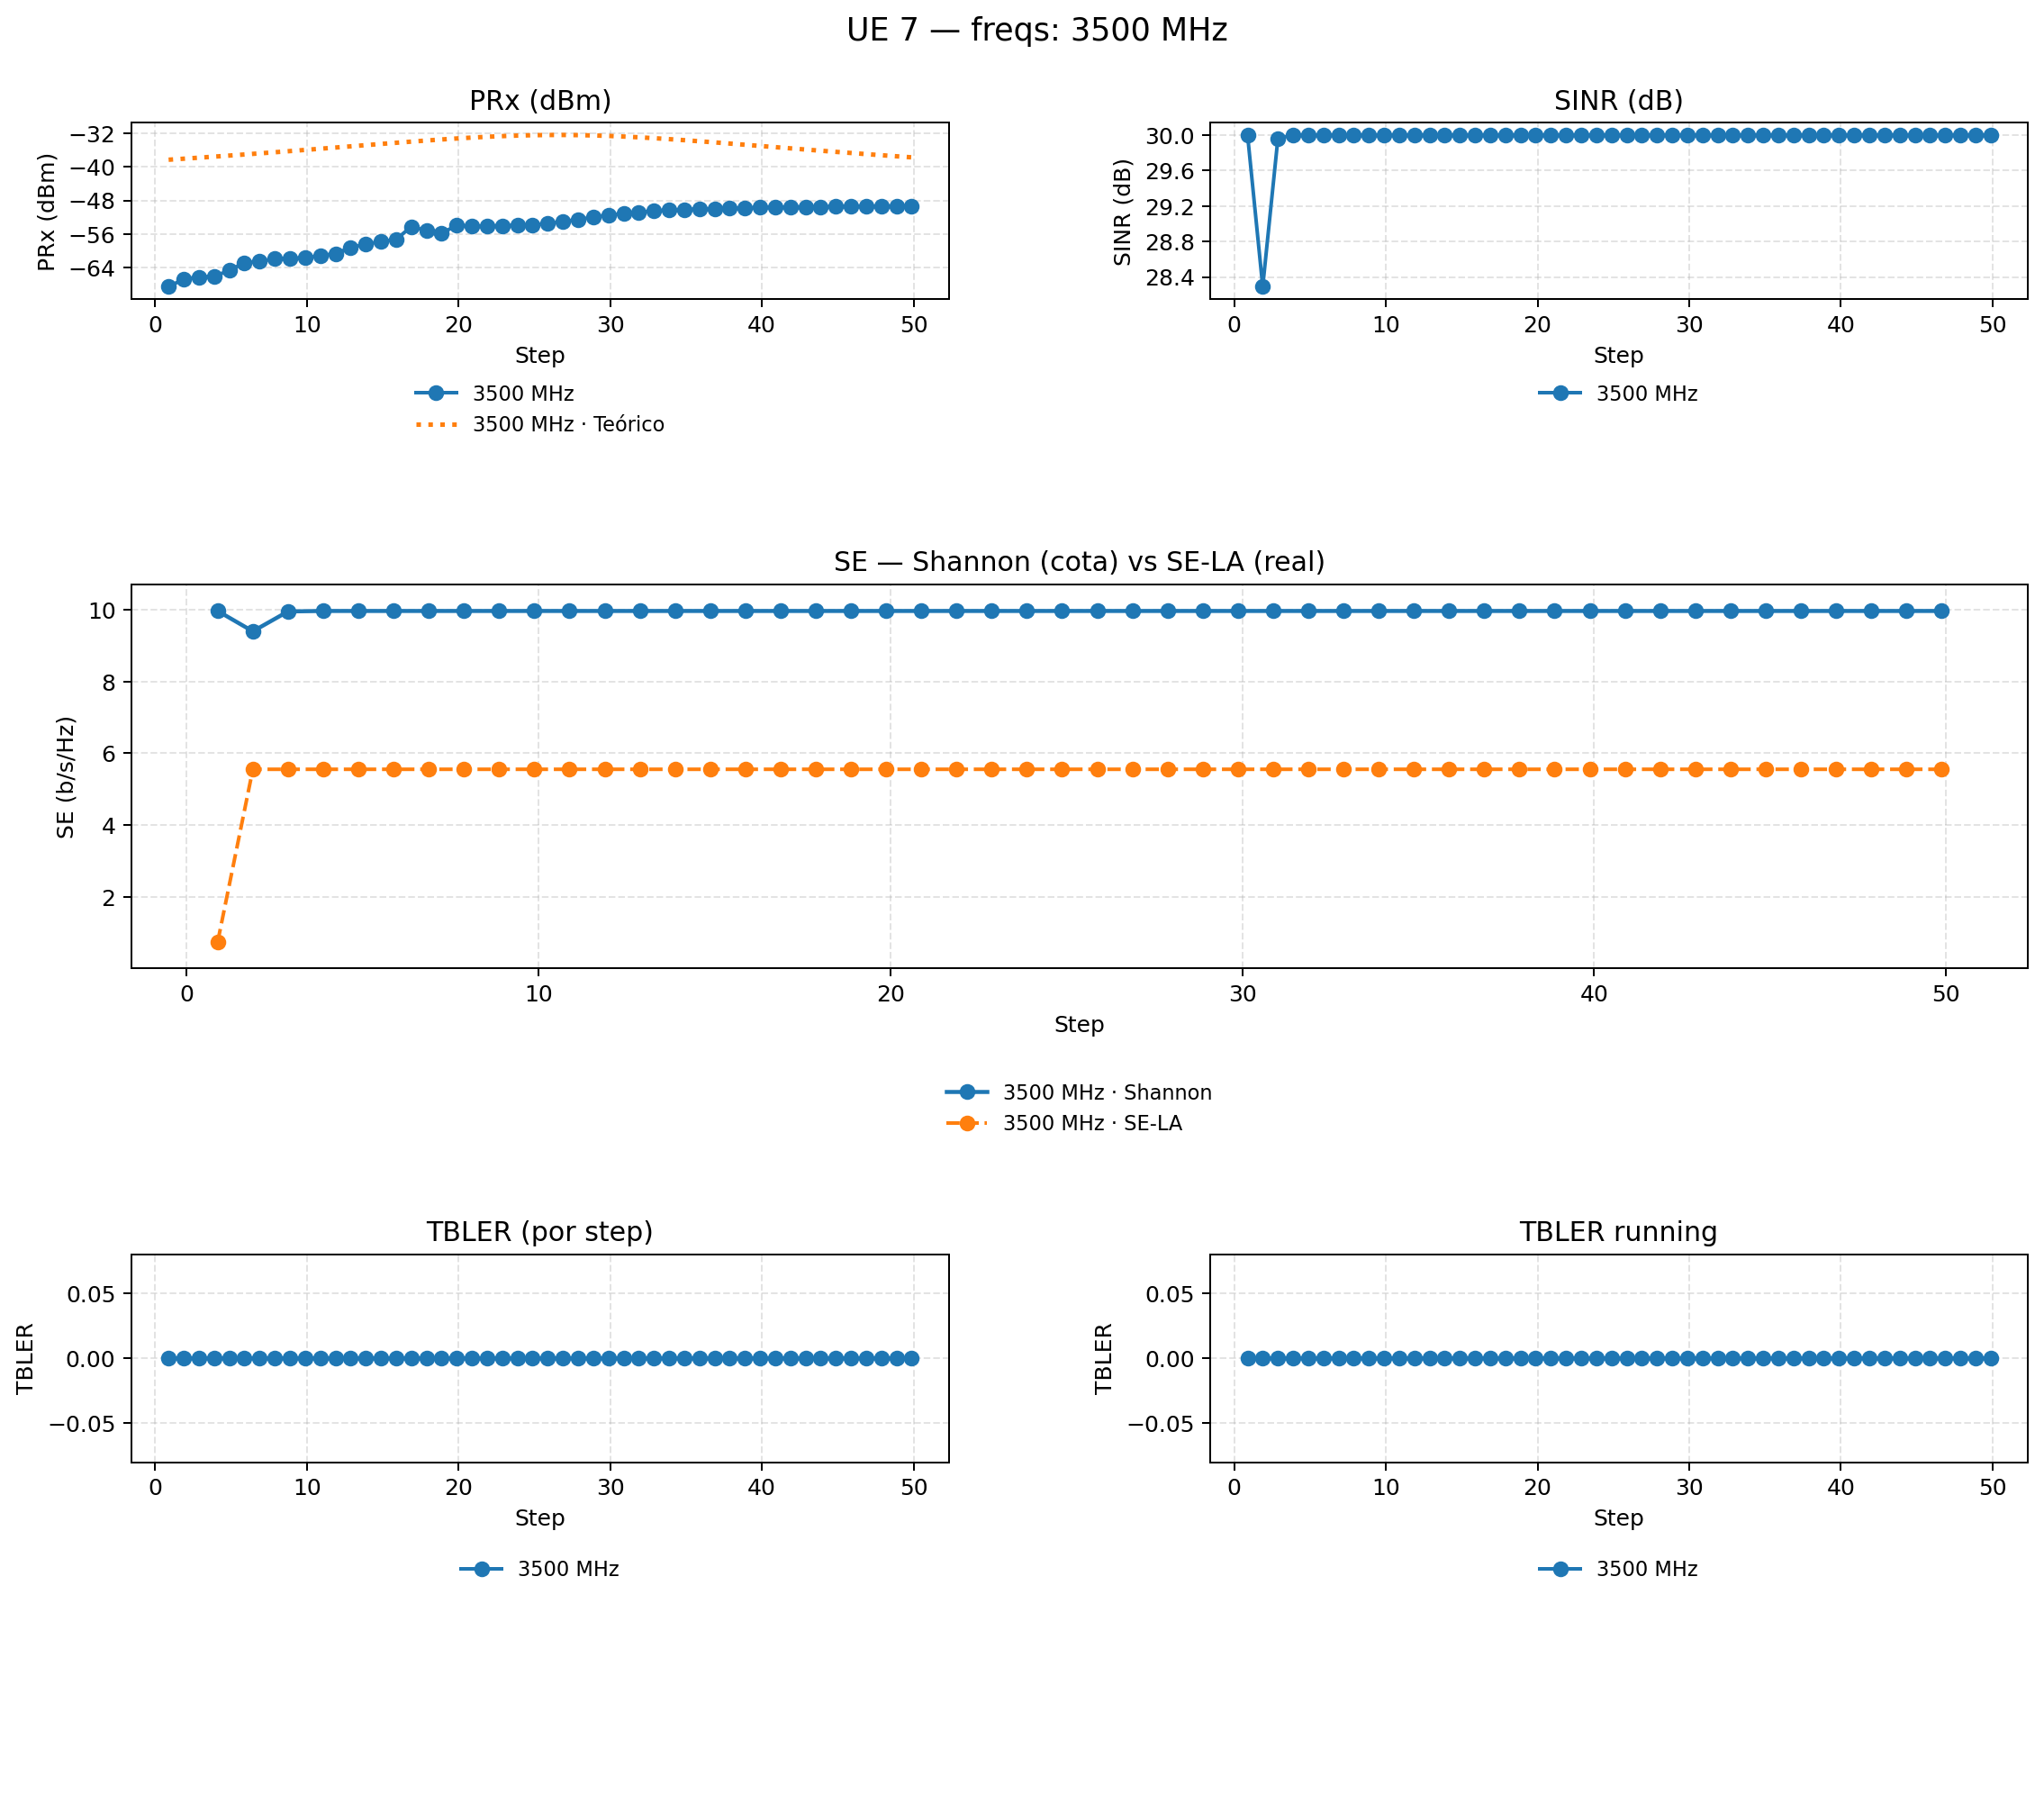 UE 7 — freqs: 3500 MHz
PRx (dBm)
PRx (dBm)
−32
−40
−48
−56
−64
0 10 20 30 40 50
Step
3500 MHz
3500 MHz · Teórico
SINR (dB)
SINR (dB)
30.0
29.6
29.2
28.8
28.4
0 10 20 30 40 50
Step
3500 MHz
SE — Shannon (cota) vs SE-LA (real)
SE (b/s/Hz)
10
8
6
4
2
0 10 20 30 40 50
Step
3500 MHz · Shannon
3500 MHz · SE-LA
TBLER (por step)
TBLER
0.05
0.00
−0.05
0 10 20 30 40 50
Step
3500 MHz
TBLER running
TBLER
0.05
0.00
−0.05
0 10 20 30 40 50
Step
3500 MHz